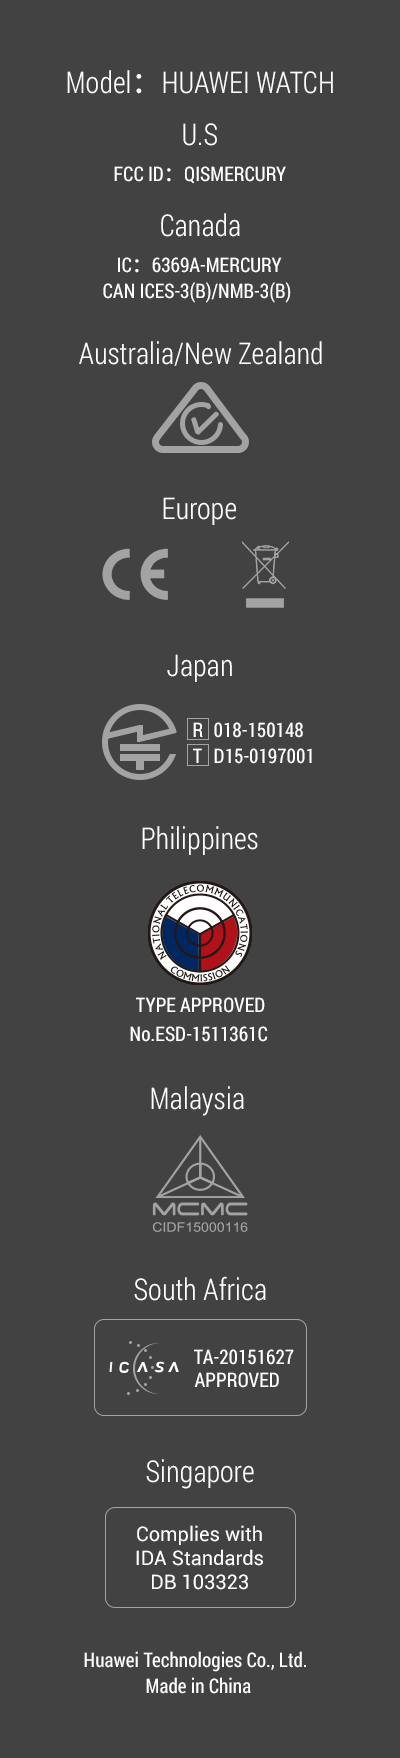 Model： HUAWEI WATCH
U.S
FCC ID： QISMERCURY
Canada
IC： 6369A-MERCURY
CAN ICES-3(B)/NMB-3(B)
Australia/New Zealand
Europe
CE
Japan
R 018-150148
T D15-0197001
Philippines
NATIONAL TELECOMMUNICATIONS
COMMISSION
TYPE APPROVED
No.ESD-1511361C
Malaysia
MCMC
CIDF15000116
South Africa
ICASA
TA-20151627
APPROVED
Singapore
Complies with
IDA Standards
DB 103323
Huawei Technologies Co., Ltd.
Made in China